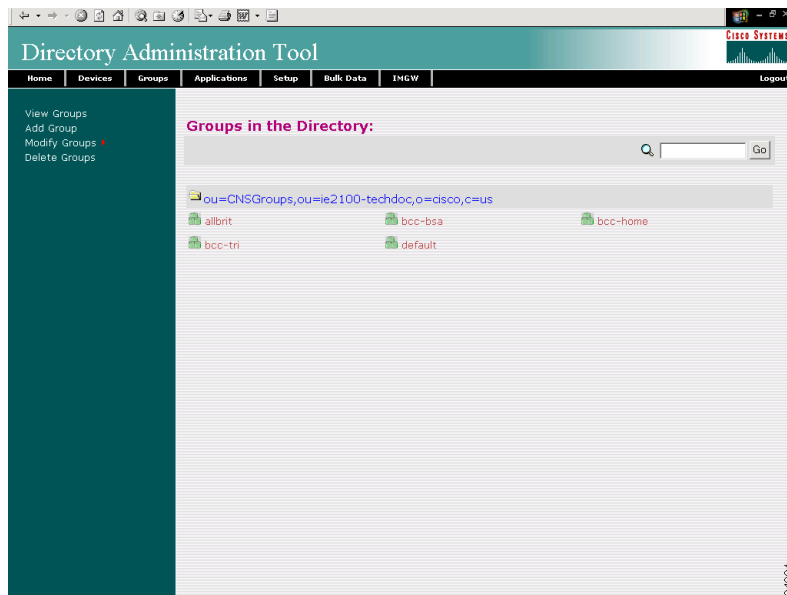 CISCO SYSTEMS
Directory Administration Tool
Home Devices Groups Applications Setup Bulk Data IMGW Logout
View Groups
Add Group
Modify Groups
Delete Groups
Groups in the Directory:
Go
ou=CNSGroups,ou=ie2100-techdoc,o=cisco,c=us
allbrit bcc-bsa bcc-home
bcc-tri default